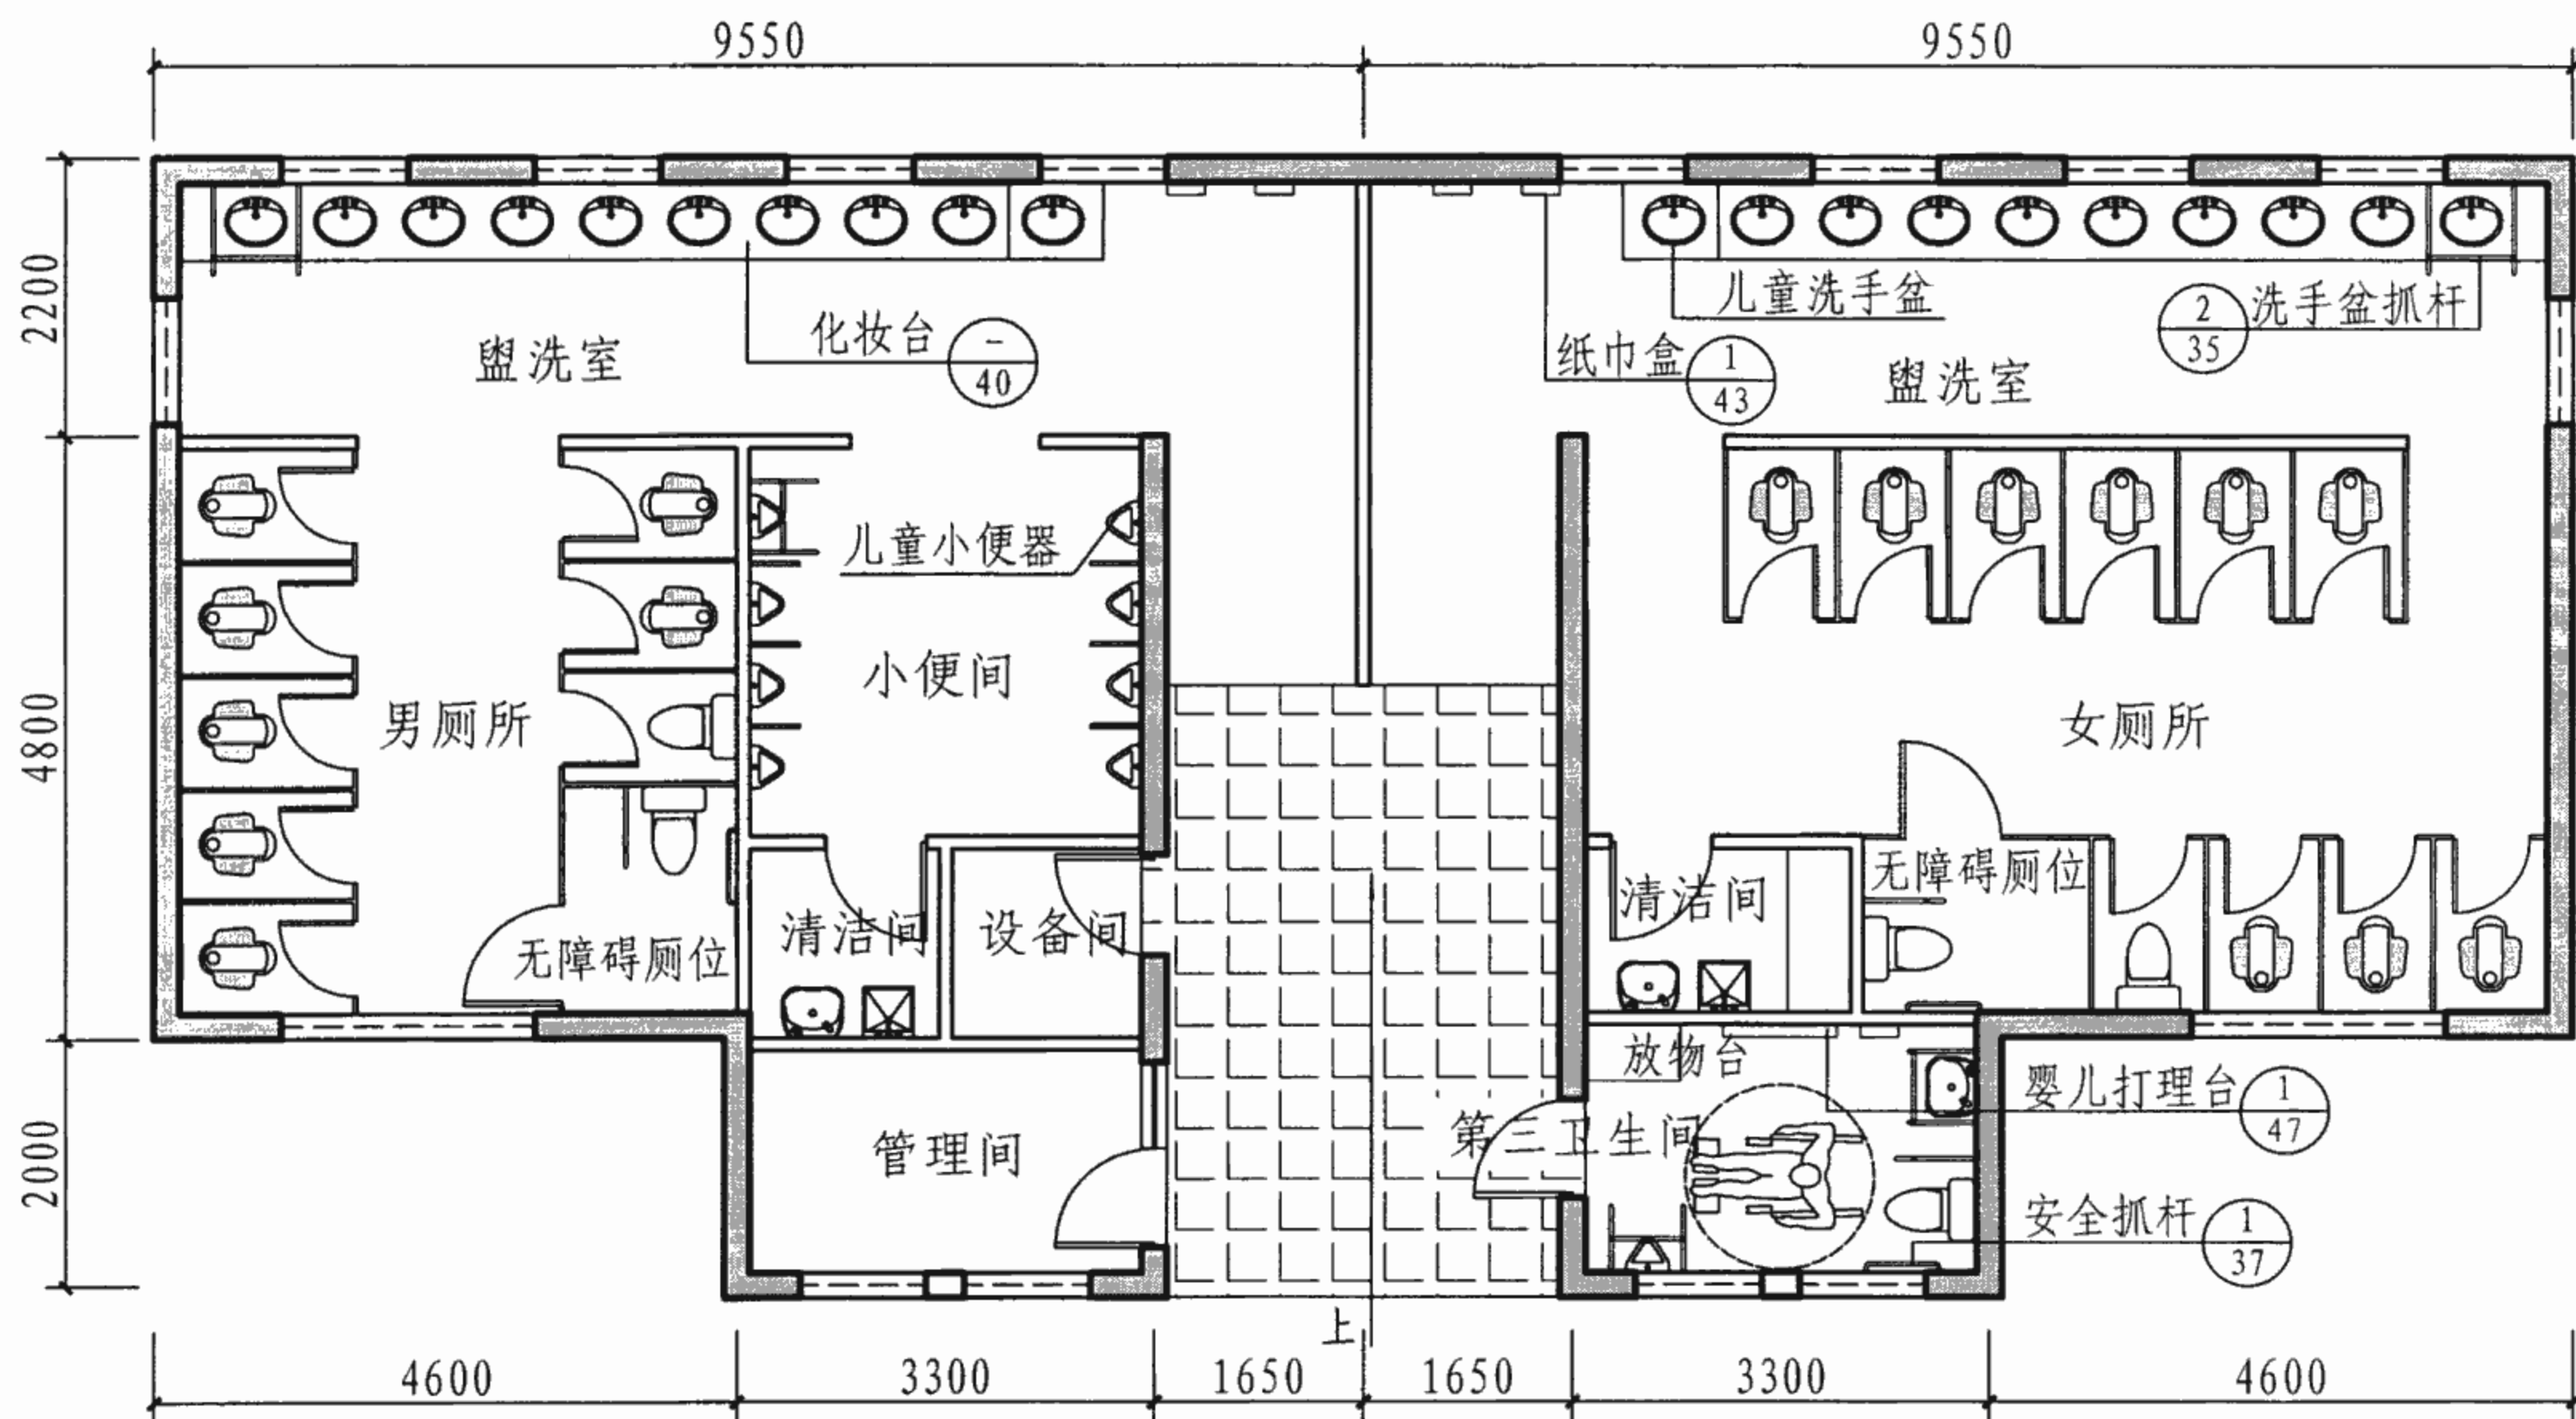 9550
9550
2200
4800
2000
儿童洗手盆
2
35
洗手盆抓杆
化妆台
-
40
盥洗室
纸巾盒
1
43
盥洗室
儿童小便器
小便间
男厕所
女厕所
无障碍厕位
清洁间
设备间
清洁间
无障碍厕位
放物台
婴儿打理台
1
47
管理间
第三卫生间
安全抓杆
1
37
上
4600
3300
1650
1650
3300
4600